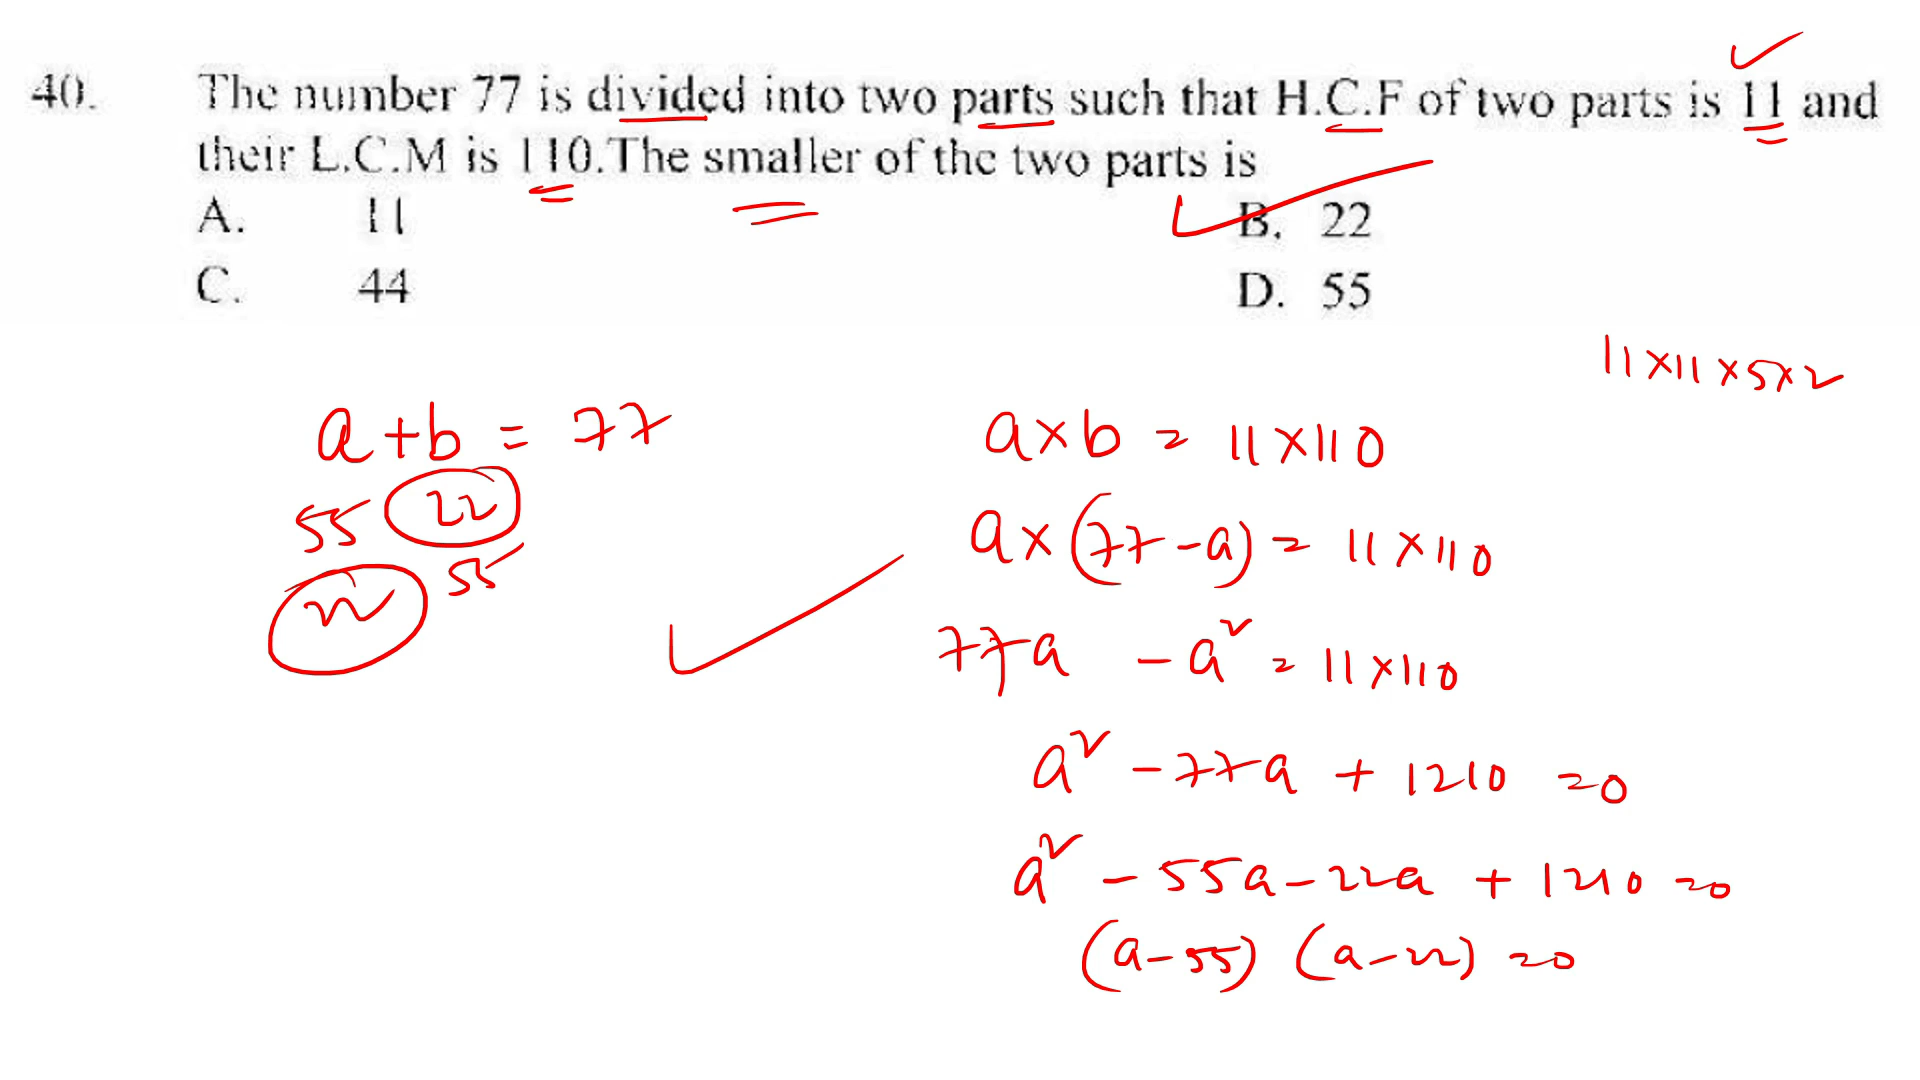 40. The number 77 is divided into two parts such that H.C.F of two parts is 11 and
their L.C.M is 110.The smaller of the two parts is
A. 11 B. 22
C. 44 D. 55
11×11×5×2
a+b = 77
55 22
22 55
a×b = 11×110
a×(77-a) = 11×110
77a - a² = 11×110
a² - 77a + 1210 = 0
a² - 55a - 22a + 1210 = 0
(a-55) (a-22) = 0